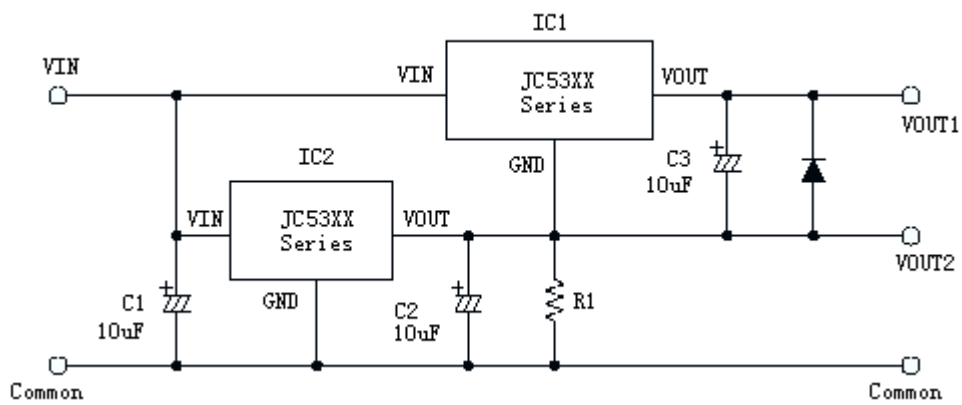 IC1
VIN
VIN
JC53XX
Series
VOUT
VOUT1
GND
C3
10uF
IC2
VIN
JC53XX
Series
VOUT
VOUT2
GND
C1
10uF
C2
10uF
R1
Common
Common